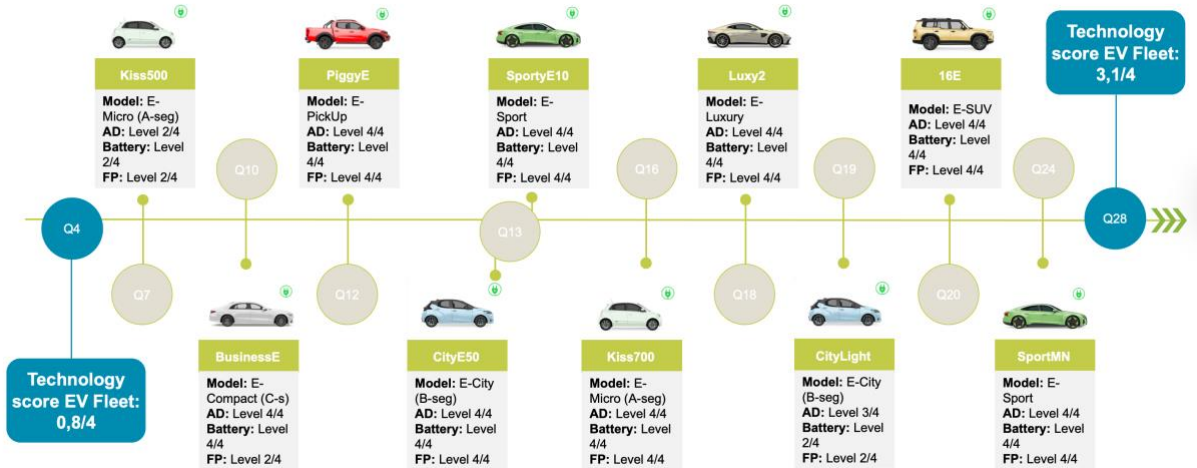 Technology
score EV Fleet:
3,1/4
Kiss500
Model: E-
Micro (A-seg)
AD: Level 2/4
Battery: Level
2/4
FP: Level 2/4
PiggyE
Model: E-
PickUp
AD: Level 4/4
Battery: Level
4/4
FP: Level 4/4
SportyE10
Model: E-
Sport
AD: Level 4/4
Battery: Level
4/4
FP: Level 4/4
Luxy2
Model: E-
Luxury
AD: Level 4/4
Battery: Level
4/4
FP: Level 4/4
16E
Model: E-SUV
AD: Level 4/4
Battery: Level
4/4
FP: Level 4/4
Q10
Q16
Q19
Q24
Q4
Q13
Q28
Q7
Q12
Q18
Q20
Technology
score EV Fleet:
0,8/4
BusinessE
Model: E-
Compact (C-s)
AD: Level 4/4
Battery: Level
4/4
FP: Level 2/4
CityE50
Model: E-City
(B-seg)
AD: Level 4/4
Battery: Level
4/4
FP: Level 4/4
Kiss700
Model: E-
Micro (A-seg)
AD: Level 4/4
Battery: Level
4/4
FP: Level 4/4
CityLight
Model: E-City
(B-seg)
AD: Level 3/4
Battery: Level
2/4
FP: Level 2/4
SportMN
Model: E-
Sport
AD: Level 4/4
Battery: Level
4/4
FP: Level 4/4